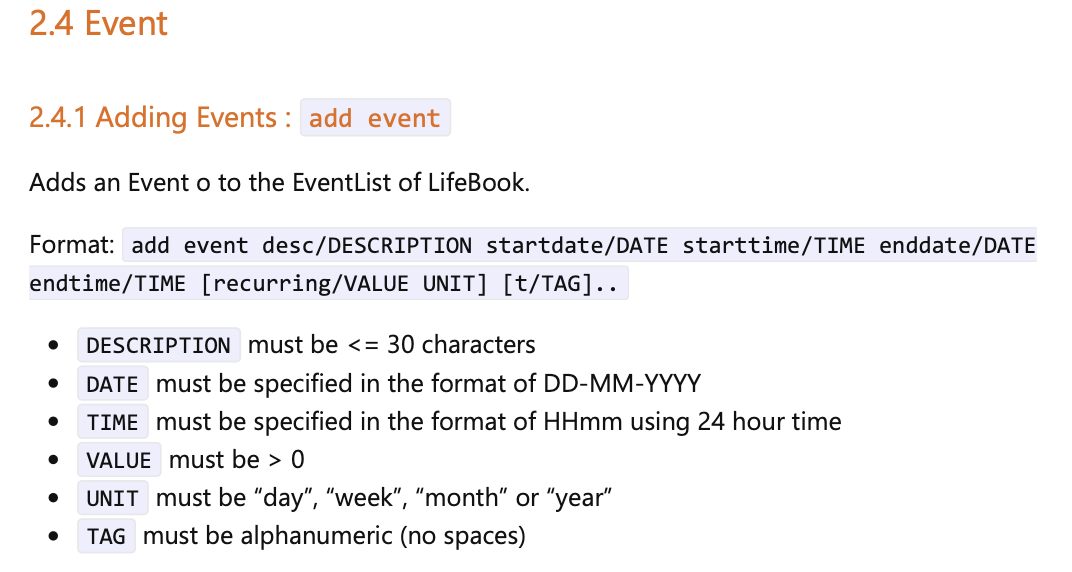 2.4 Event
2.4.1 Adding Events : add event
Adds an Event o to the EventList of LifeBook.
Format: add event desc/DESCRIPTION startdate/DATE starttime/TIME enddate/DATE
endtime/TIME [recurring/VALUE UNIT] [t/TAG]..
• DESCRIPTION must be <= 30 characters
• DATE must be specified in the format of DD-MM-YYYY
• TIME must be specified in the format of HHmm using 24 hour time
• VALUE must be > 0
• UNIT must be “day”, “week”, “month” or “year”
• TAG must be alphanumeric (no spaces)